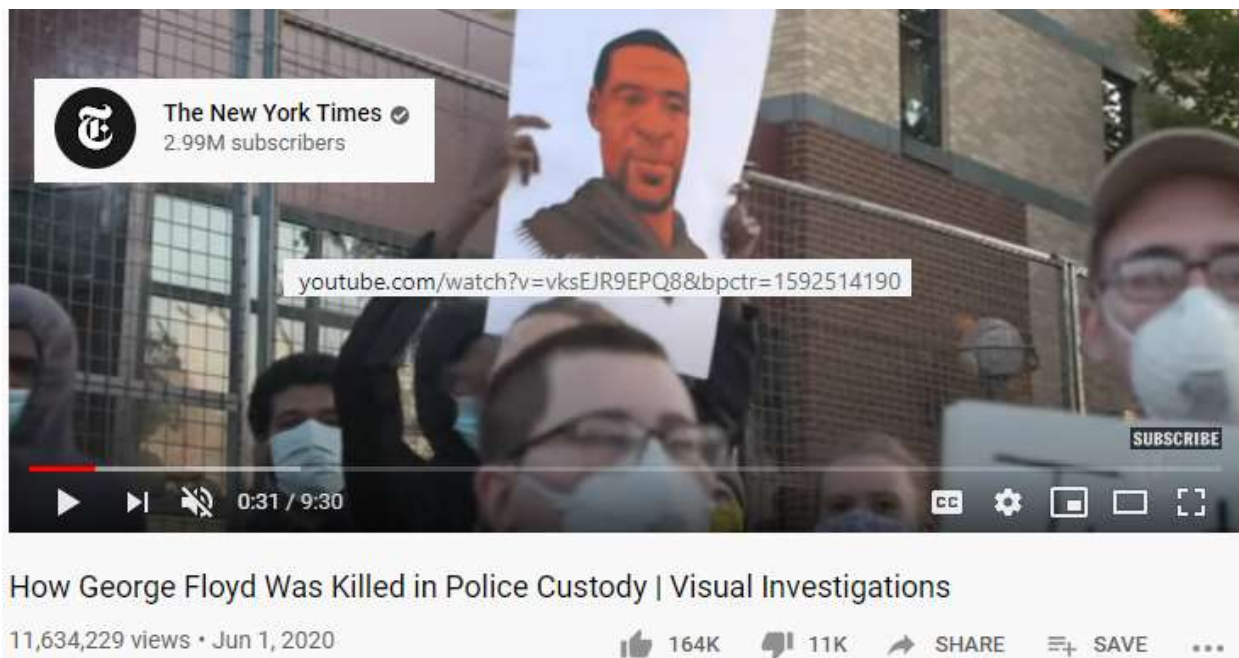 The New York Times
2.99M subscribers
youtube.com/watch?v=vksEJR9EPQ8&bpctr=1592514190
SUBSCRIBE
0:31 / 9:30
CC
How George Floyd Was Killed in Police Custody | Visual Investigations
11,634,229 views • Jun 1, 2020
164K
11K
SHARE
SAVE